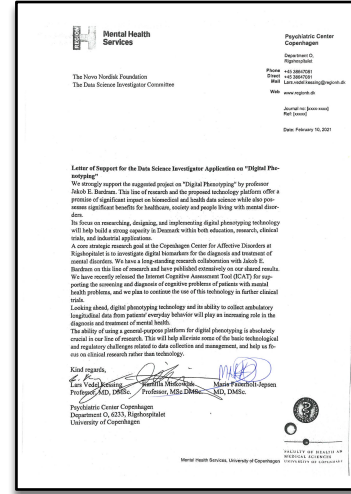 Mental Health
Services
Psychiatric Center
Copenhagen
Department O,
Rigshospitalet
Phone +45 38647081
Direct +45 38647081
Mail Lars.vedel.kessing@regionh.dk
Web www.regionh.dk
Journal nr: [xxxx-xxxx]
Ref: [xxxxx]
Date: February 10, 2021
The Novo Nordisk Foundation
The Data Science Investigator Committee
Letter of Support for the Data Science Investigator Application on "Digital Phe-
notyping"
We strongly support the suggested project on "Digital Phenotyping" by professor
Jakob E. Bardram. This line of research and the proposed technology platform offer a
promise of significant impact on biomedical and health data science while also pos-
sesses significant benefits for healthcare, society and people living with mental disor-
ders.
Its focus on researching, designing, and implementing digital phenotyping technology
will help build a strong capacity in Denmark within both education, research, clinical
trials, and industrial applications.
A core strategic research goal at the Copenhagen Center for Affective Disorders at
Rigshospitalet is to investigate digital biomarkers for the diagnosis and treatment of
mental disorders. We have a long-standing research collaboration with Jakob E.
Bardram on this line of research and have published extensively on our shared results.
We have recently released the Internet Cognitive Assessment Tool (ICAT) for sup-
porting the screening and diagnosis of cognitive problems of patients with mental
health problems, and we plan to continue the use of this technology in further clinical
trials.
Looking ahead, digital phenotyping technology and its ability to collect ambulatory
longitudinal data from patients' everyday behavior will play an increasing role in the
diagnosis and treatment of mental health.
The ability of using a general-purpose platform for digital phenotyping is absolutely
crucial in our line of research. This will help alleviate some of the basic technological
and regulatory challenges related to data collection and management, and help us fo-
cus on clinical research rather than technology.
Kind regards,
Lars Vedel Kessing Kamilla Miskowiak Maria Faurholt-Jepsen
Professor, MD, DMSc. Professor, MSc DMSc. MD, DMSc.
Psychiatric Center Copenhagen
Department O, 6233, Rigshospitalet
University of Copenhagen
Mental Health Services, University of Copenhagen
FACULTY OF HEALTH AND
MEDICAL SCIENCES
UNIVERSITY OF COPENHAGEN